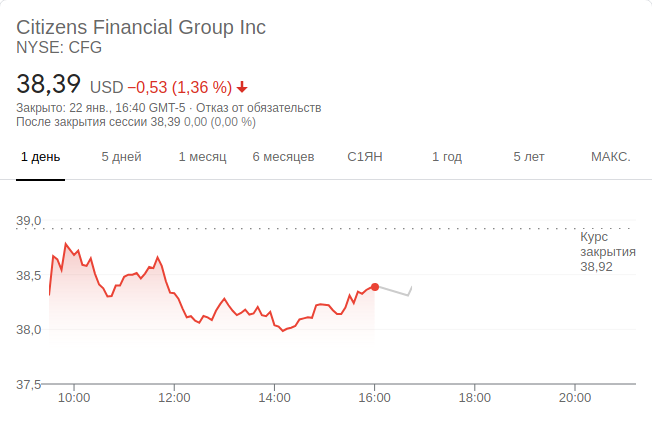 Citizens Financial Group Inc
NYSE: CFG
38,39 USD −0,53 (1,36 %)
Закрыто: 22 янв., 16:40 GMT-5 · Отказ от обязательств
После закрытия сессии 38,39 0,00 (0,00 %)
1 день 5 дней 1 месяц 6 месяцев С1ЯН 1 год 5 лет МАКС.
39,0
Курс
закрытия
38,92
38,5
38,0
37,5
10:00 12:00 14:00 16:00 18:00 20:00